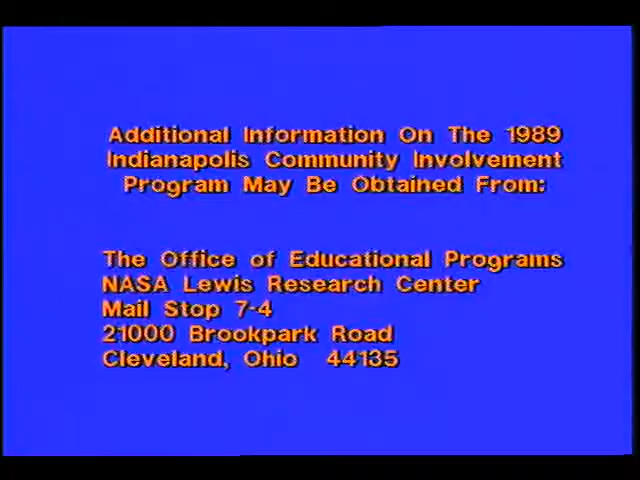 Additional Information On The 1989
Indianapolis Community Involvement
Program May Be Obtained From:
The Office of Educational Programs
NASA Lewis Research Center
Mail Stop 7-4
21000 Brookpark Road
Cleveland, Ohio 44135